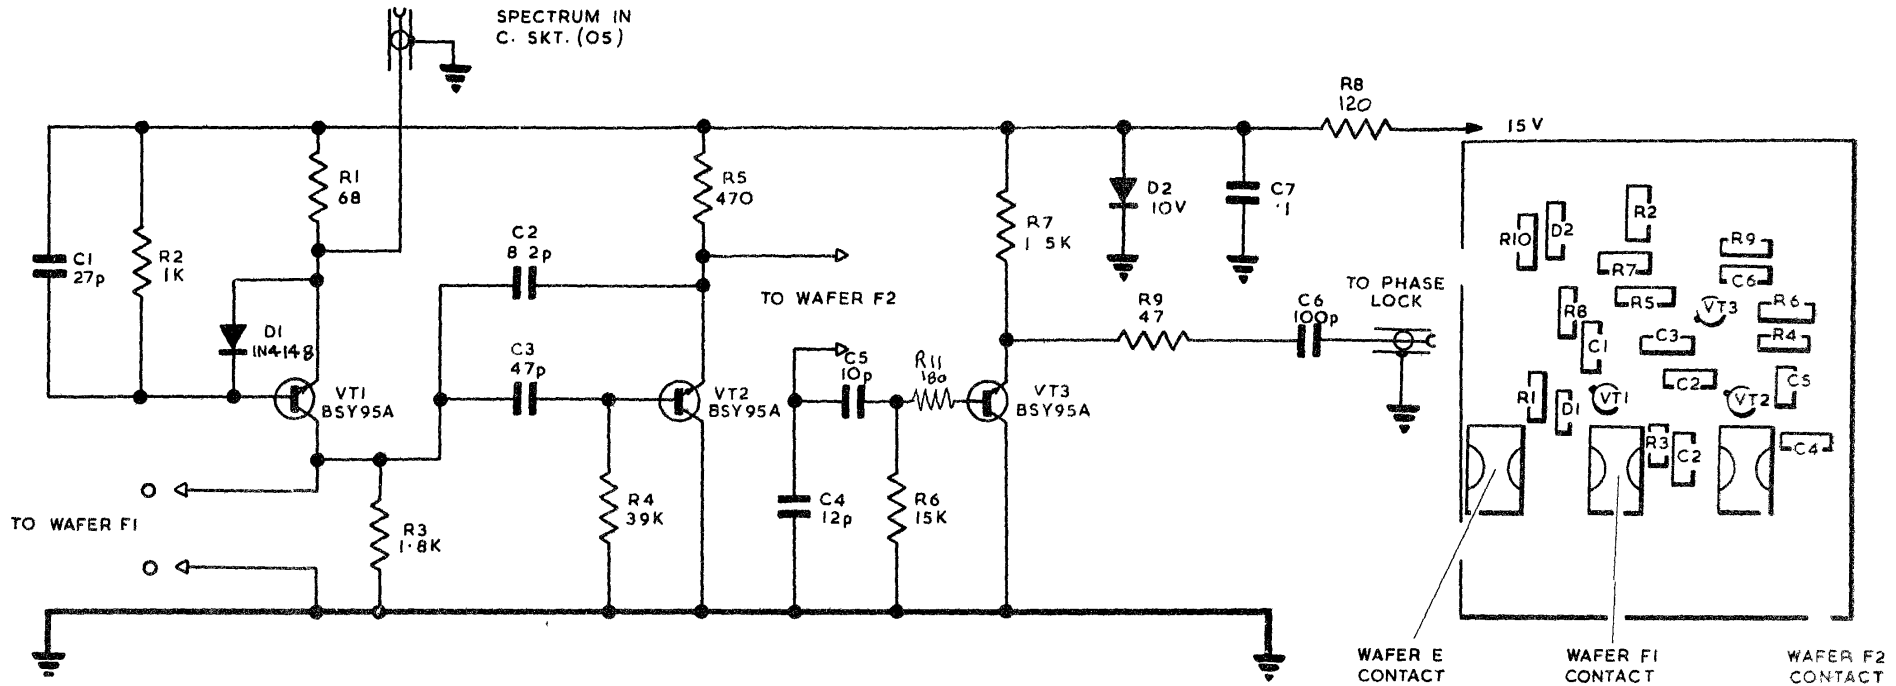 SPECTRUM IN
C. SKT. (O5)
R8
120
15V
R1
68
R5
470
C1
27p
R2
1K
D1
1N4148
C2
8 2p
TO WAFER F2
C3
47p
VT1
BSY95A
VT2
BSY95A
R7
1 5K
D2
10V
C7
·1
R9
47
C6
100p
TO PHASE
LOCK
C5
10p
R11
180
VT3
BSY95A
TO WAFER F1
R3
1·8K
R4
39K
C4
12p
R6
15K
R10
D2
R2
R9
R7
C6
R5
VT3
R6
R8
C1
C3
R4
C2
C5
R1
D1
VT1
VT2
R3
C2
C4
WAFER E
CONTACT
WAFER F1
CONTACT
WAFER F2
CONTACT